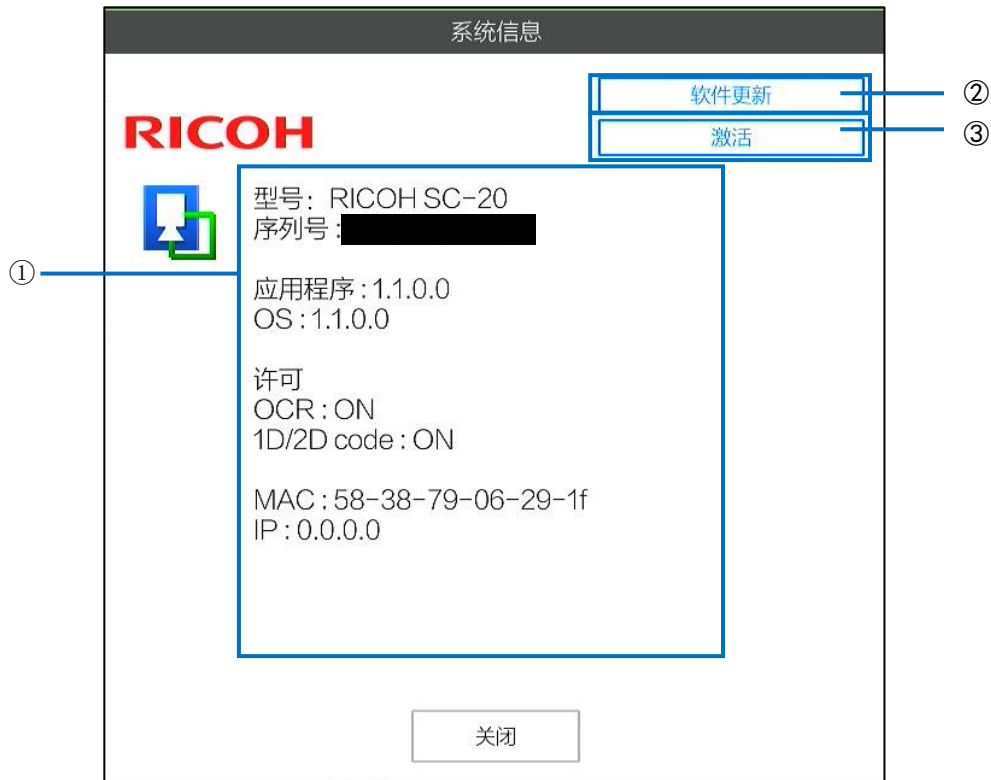 系统信息
软件更新
②
RICOH
激活
③
型号: RICOH SC-20
序列号 :
①
应用程序 : 1.1.0.0
OS : 1.1.0.0
许可
OCR : ON
1D/2D code : ON
MAC : 58-38-79-06-29-1f
IP : 0.0.0.0
关闭